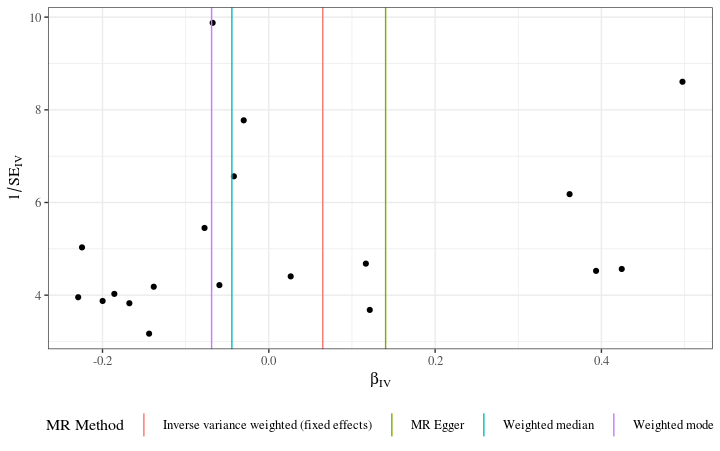 10
8
6
4
1/SE_IV
-0.2 0.0 0.2 0.4
β_IV
MR Method Inverse variance weighted (fixed effects) MR Egger Weighted median Weighted mode